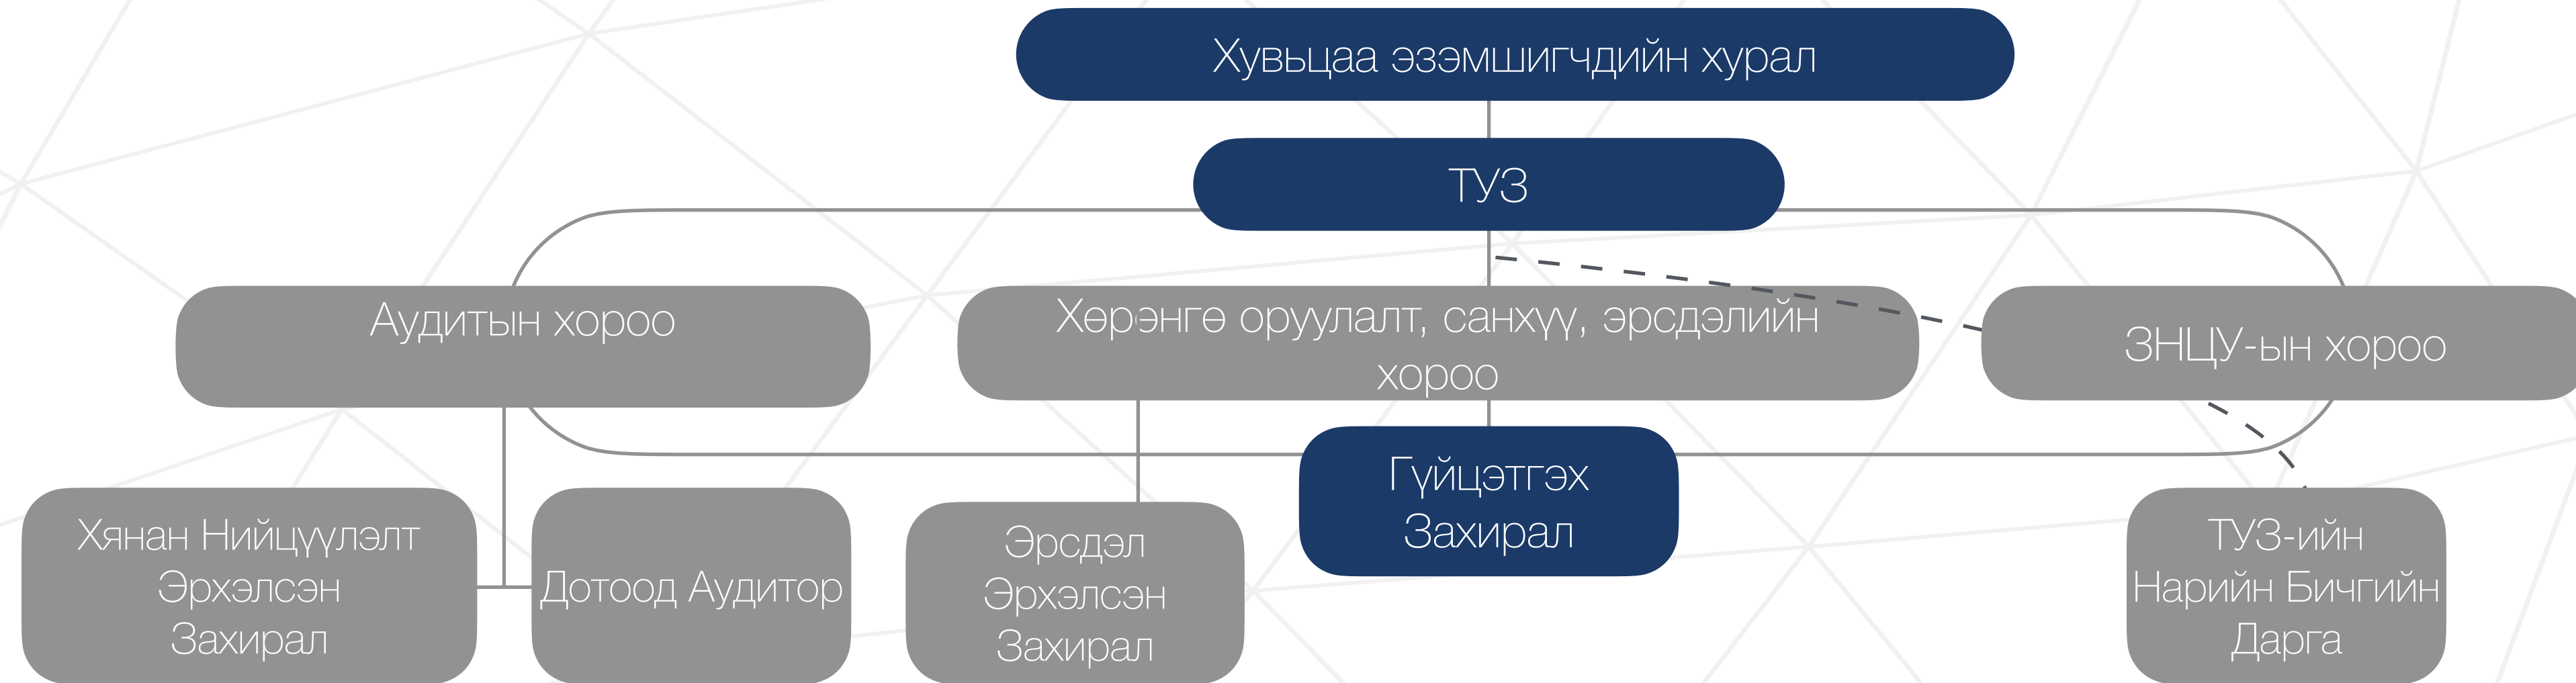 Хувьцаа эзэмшигчдийн хурал
ТУЗ
Аудитын хороо
Хөрэнгө оруулалт, санхүү, эрсдэлийн
хороо
ЗНЦУ-ын хороо
Гүйцэтгэх
Захирал
Хянан Нийцүүлэлт
Эрхэлсэн
Захирал
Дотоод Аудитор
Эрсдэл
Эрхэлсэн
Захирал
ТУЗ-ийн
Нарийн Бичгийн
Дарга